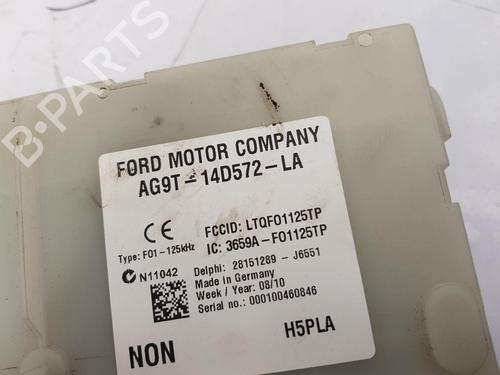 B-PARTS
FORD MOTOR COMPANY
AG9T-14D572-LA
CE
FCCID: LTQFO1125TP
Type: FO1-125kHz
IC: 3659A-FO1125TP
N11042
Delphi: 28151289 - J6551
Made in Germany
Week / Year: 08/10
Serial no.: 000100460846
NON
H5PLA